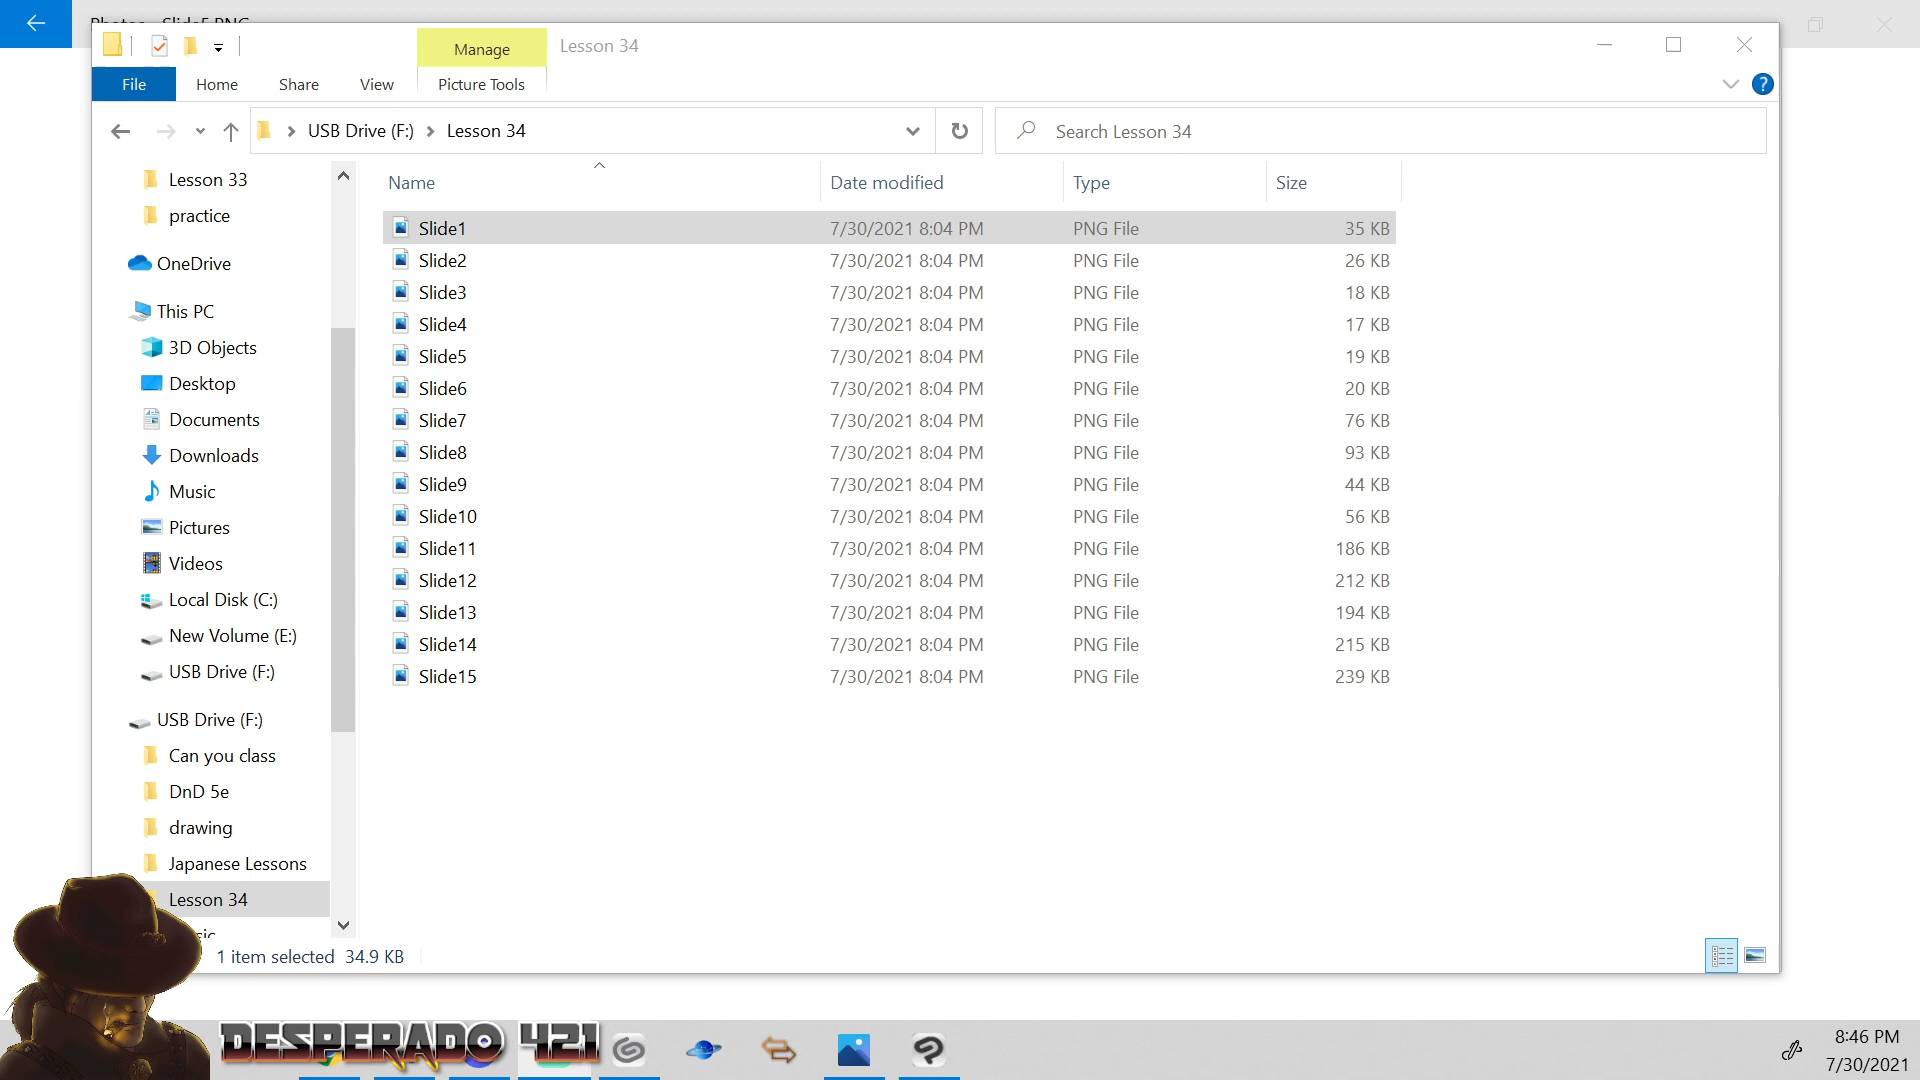 Photos - Slide5.PNG
Manage
Lesson 34
File
Home
Share
View
Picture Tools
USB Drive (F:)
Lesson 34
Search Lesson 34
Name
Date modified
Type
Size
Lesson 33
practice
OneDrive
This PC
3D Objects
Desktop
Documents
Downloads
Music
Pictures
Videos
Local Disk (C:)
New Volume (E:)
USB Drive (F:)
USB Drive (F:)
Can you class
DnD 5e
drawing
Japanese Lessons
Lesson 34
Slide1 7/30/2021 8:04 PM PNG File 35 KB
Slide2 7/30/2021 8:04 PM PNG File 26 KB
Slide3 7/30/2021 8:04 PM PNG File 18 KB
Slide4 7/30/2021 8:04 PM PNG File 17 KB
Slide5 7/30/2021 8:04 PM PNG File 19 KB
Slide6 7/30/2021 8:04 PM PNG File 20 KB
Slide7 7/30/2021 8:04 PM PNG File 76 KB
Slide8 7/30/2021 8:04 PM PNG File 93 KB
Slide9 7/30/2021 8:04 PM PNG File 44 KB
Slide10 7/30/2021 8:04 PM PNG File 56 KB
Slide11 7/30/2021 8:04 PM PNG File 186 KB
Slide12 7/30/2021 8:04 PM PNG File 212 KB
Slide13 7/30/2021 8:04 PM PNG File 194 KB
Slide14 7/30/2021 8:04 PM PNG File 215 KB
Slide15 7/30/2021 8:04 PM PNG File 239 KB
1 item selected 34.9 KB
DESPERADO 421
8:46 PM
7/30/2021